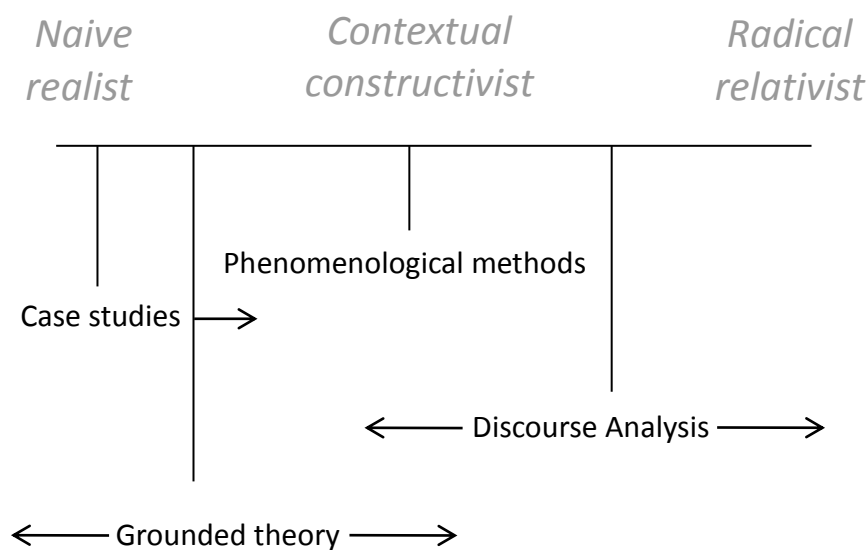 Naive
realist
Contextual
constructivist
Radical
relativist
Phenomenological methods
Case studies
Discourse Analysis
Grounded theory